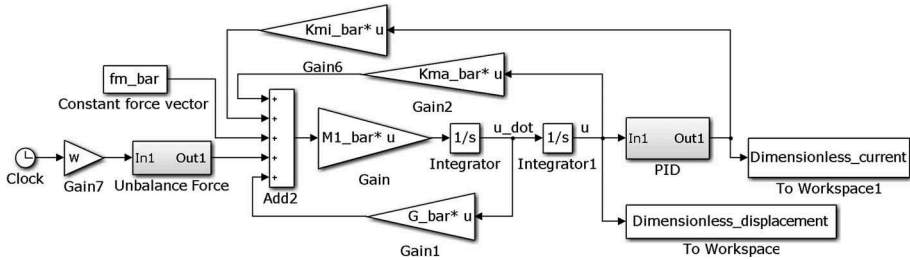 Kmi_bar* u
Gain6
Kma_bar* u
Gain2
fm_bar
Constant force vector
+
+
+
+
+
Add2
M1_bar* u
Gain
1/s
Integrator
u_dot
1/s
Integrator1
u
In1 Out1
PID
Dimensionless_current
To Workspace1
Clock
w
Gain7
In1 Out1
Unbalance Force
G_bar* u
Gain1
Dimensionless_displacement
To Workspace